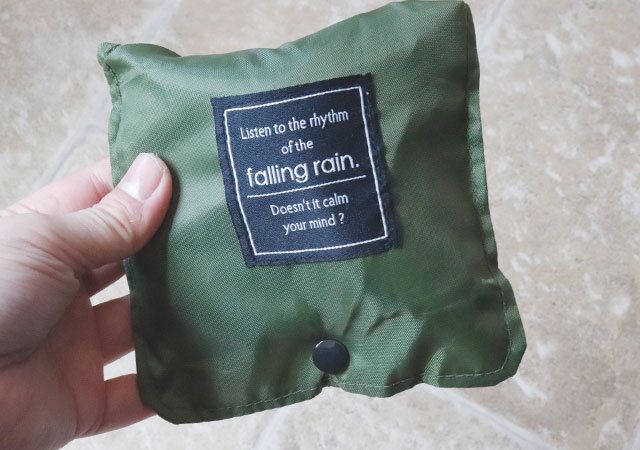 Listen to the rhythm
of the
falling rain.
Doesn't it calm
your mind ?